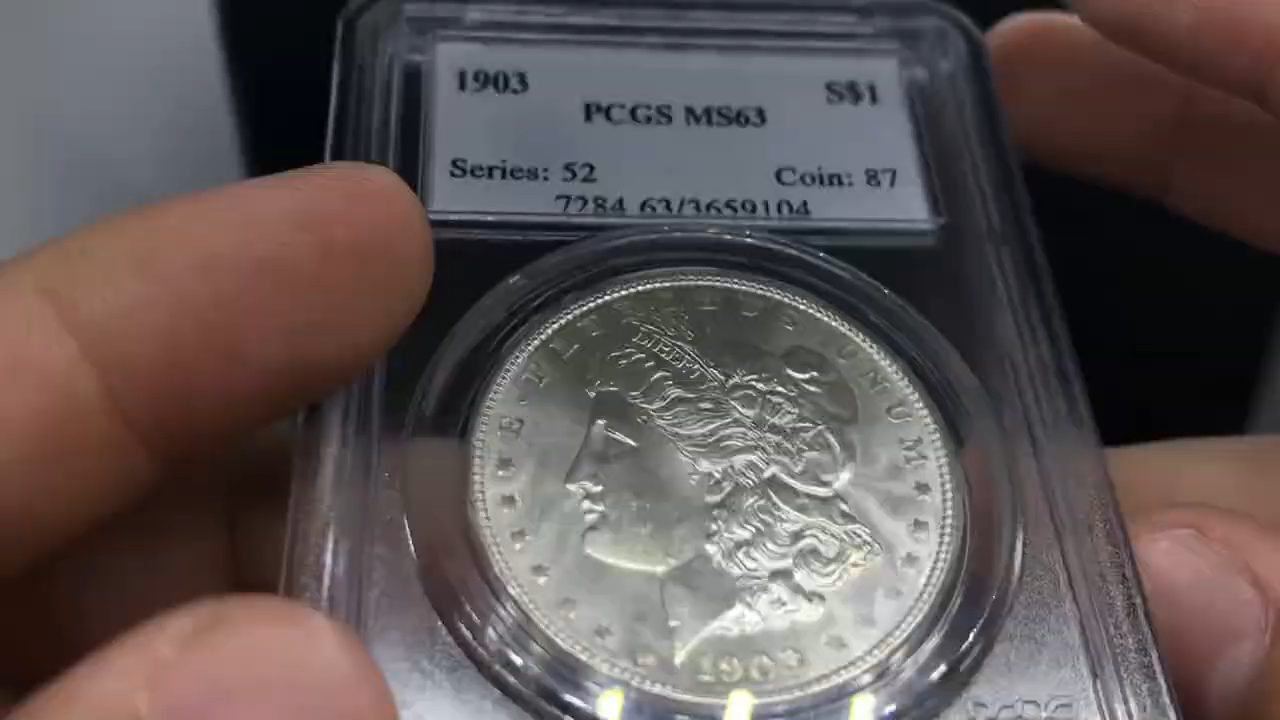 1903 S$1
PCGS MS63
Series: 52 Coin: 87
7284.63/3659104
E · PLURIBUS · UNUM
LIBERTY
1903